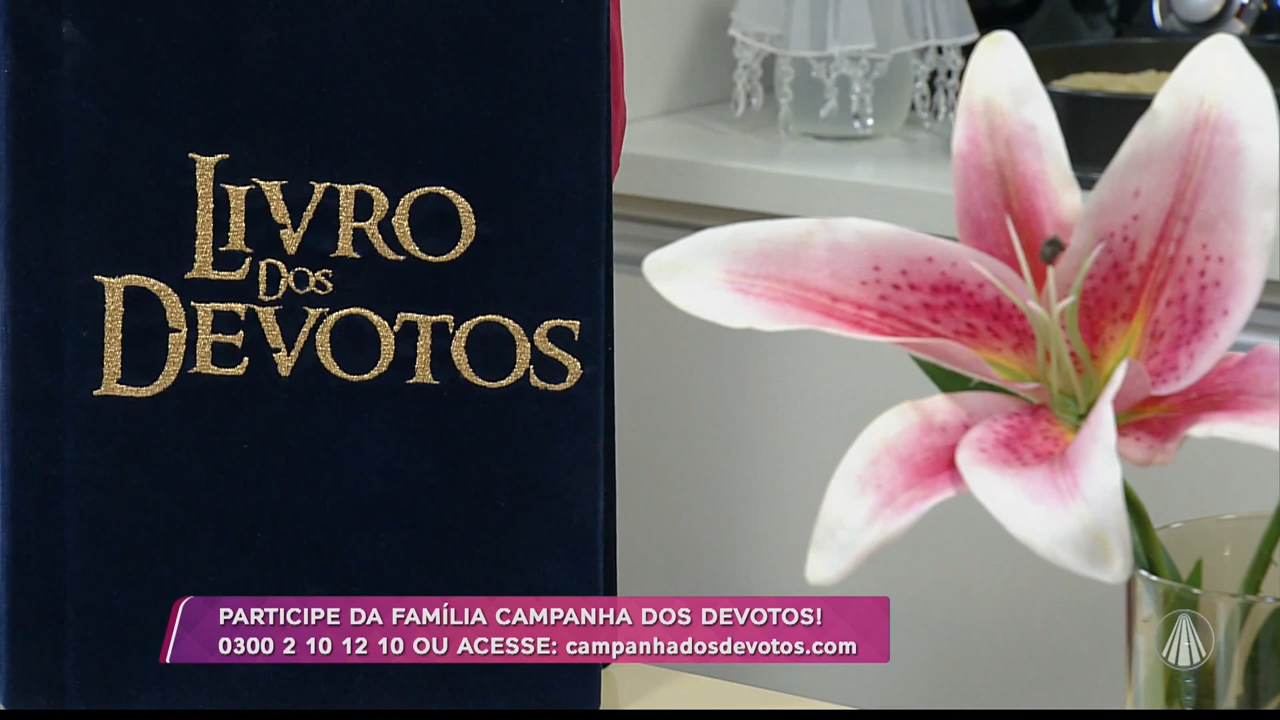 LIVRO
DOS
DEVOTOS
PARTICIPE DA FAMÍLIA CAMPANHA DOS DEVOTOS!
0300 2 10 12 10 OU ACESSE: campanhadosdevotos.com